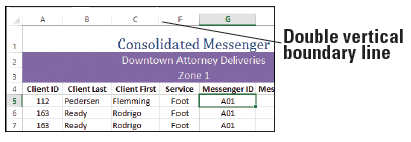 A B C F G
1 Consolidated Messenger
2 Downtown Attorney Deliveries
3 Zone 1
4 Client ID Client Last Client First Service Messenger ID Mes
5 112 Pedersen Flemming Foot A01
6 163 Ready Rodrigo Foot A01
7 163 Ready Rodrigo Foot A01
Double vertical
boundary line